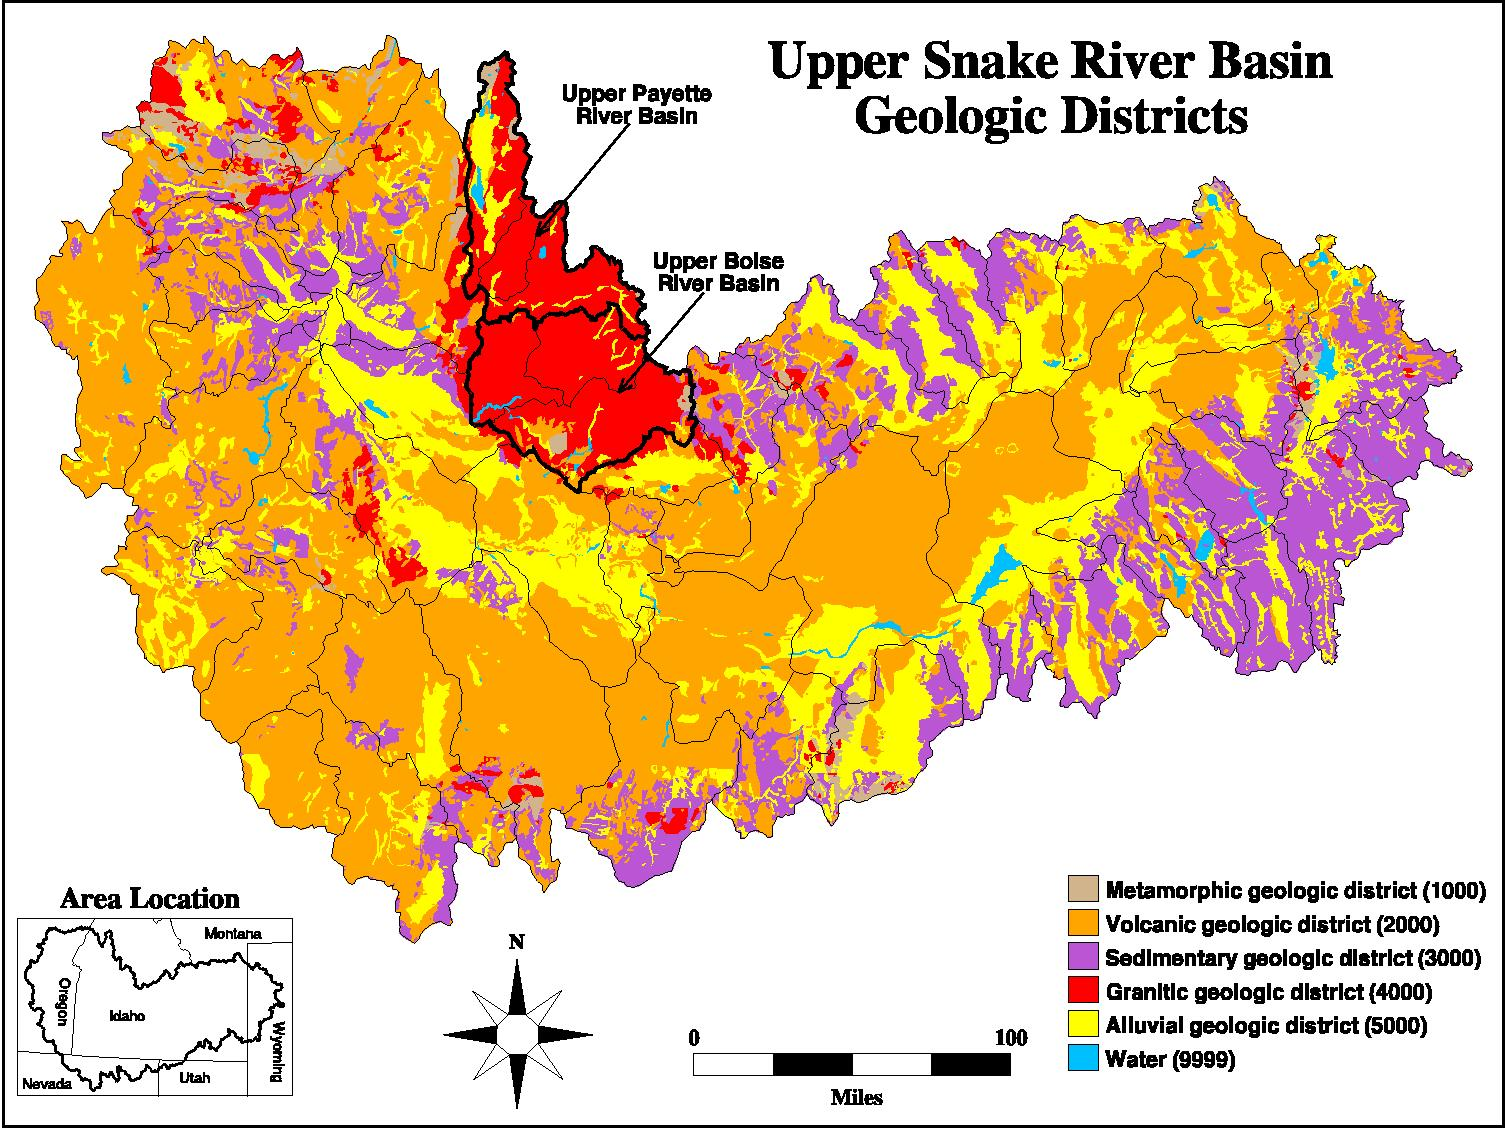 Upper Snake River Basin
Geologic Districts
Upper Payette
River Basin
Upper Boise
River Basin
Metamorphic geologic district (1000)
Volcanic geologic district (2000)
Sedimentary geologic district (3000)
Granitic geologic district (4000)
Alluvial geologic district (5000)
Water (9999)
Area Location
Montana
Oregon
Idaho
Wyoming
Nevada
Utah
N
0 100
Miles